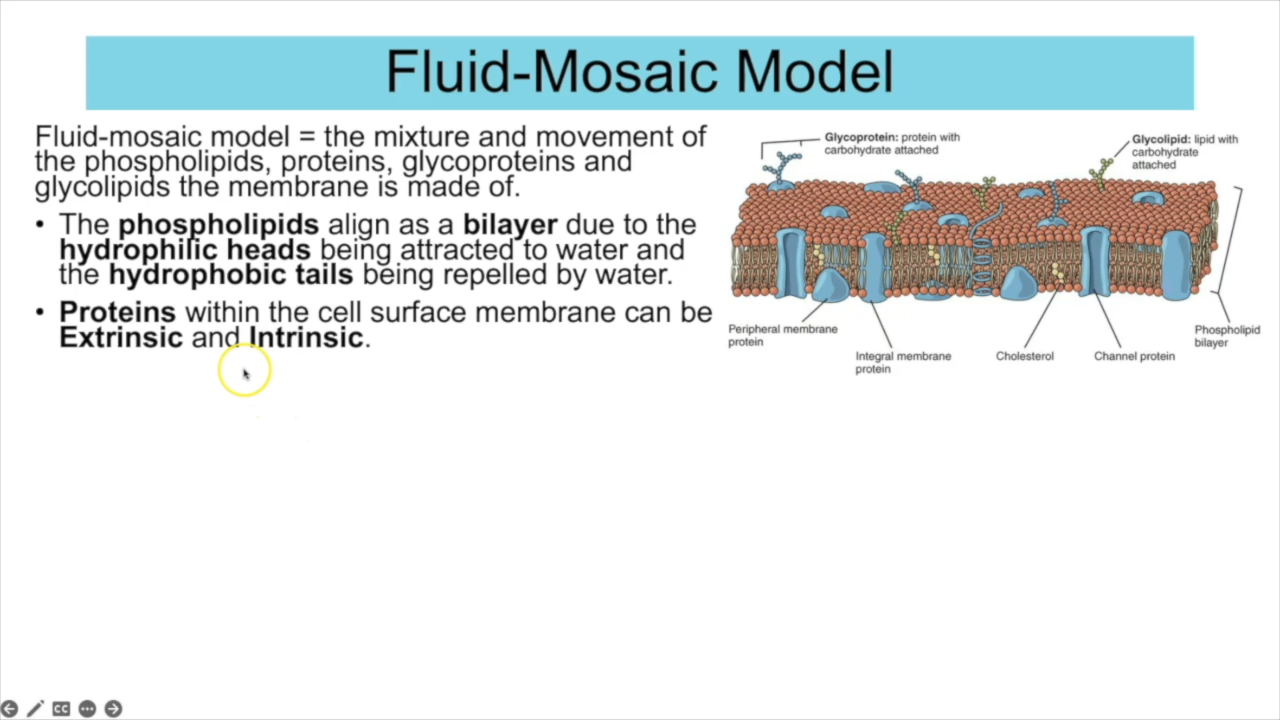 Fluid-Mosaic Model
Fluid-mosaic model = the mixture and movement of
the phospholipids, proteins, glycoproteins and
glycolipids the membrane is made of.
• The phospholipids align as a bilayer due to the
hydrophilic heads being attracted to water and
the hydrophobic tails being repelled by water.
• Proteins within the cell surface membrane can be
Extrinsic and Intrinsic.
Glycoprotein: protein with
carbohydrate attached
Glycolipid: lipid with
carbohydrate
attached
Peripheral membrane
protein
Integral membrane
protein
Cholesterol
Channel protein
Phospholipid
bilayer
CC